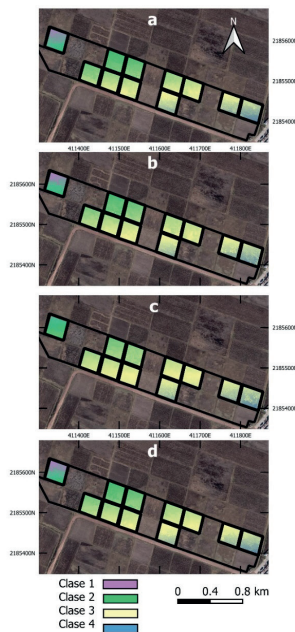 a
N
2185600N
2185500N
2185400N
411400E 411500E 411600E 411700E 411800E
b
2185600N
2185500N
2185400N
c
2185600N
2185500N
2185400N
411400E 411500E 411600E 411700E 411800E
d
2185600N
2185500N
2185400N
Clase 1
Clase 2
Clase 3
Clase 4
0 0.4 0.8 km